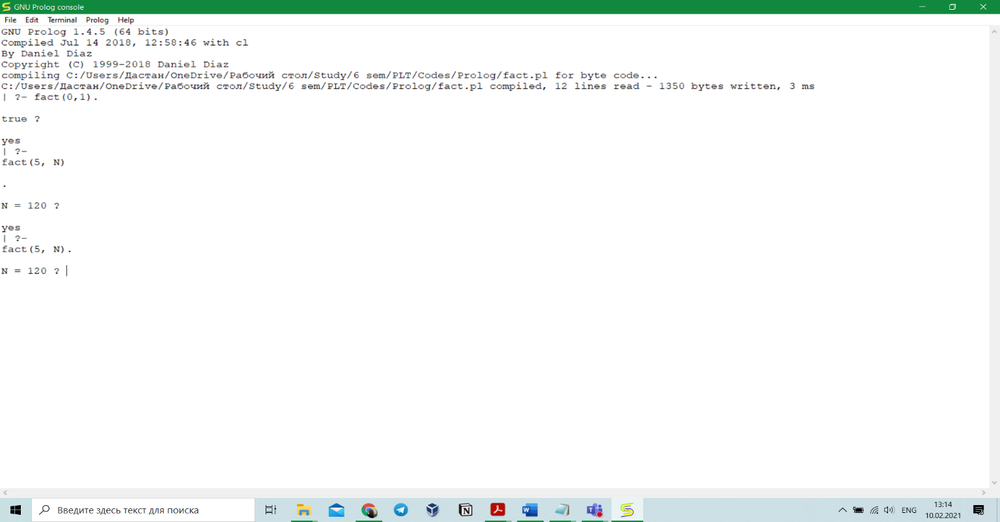 GNU Prolog console
File Edit Terminal Prolog Help
GNU Prolog 1.4.5 (64 bits)
Compiled Jul 14 2018, 12:58:46 with cl
By Daniel Diaz
Copyright (C) 1999-2018 Daniel Diaz
compiling C:/Users/Дастан/OneDrive/Рабочий стол/Study/6 sem/PLT/Codes/Prolog/fact.pl for byte code...
C:/Users/Дастан/OneDrive/Рабочий стол/Study/6 sem/PLT/Codes/Prolog/fact.pl compiled, 12 lines read - 1350 bytes written, 3 ms
| ?- fact(0,1).
true ?
yes
| ?-
fact(5, N)
.
N = 120 ?
yes
| ?-
fact(5, N).
N = 120 ?
Введите здесь текст для поиска
ENG
13:14
10.02.2021